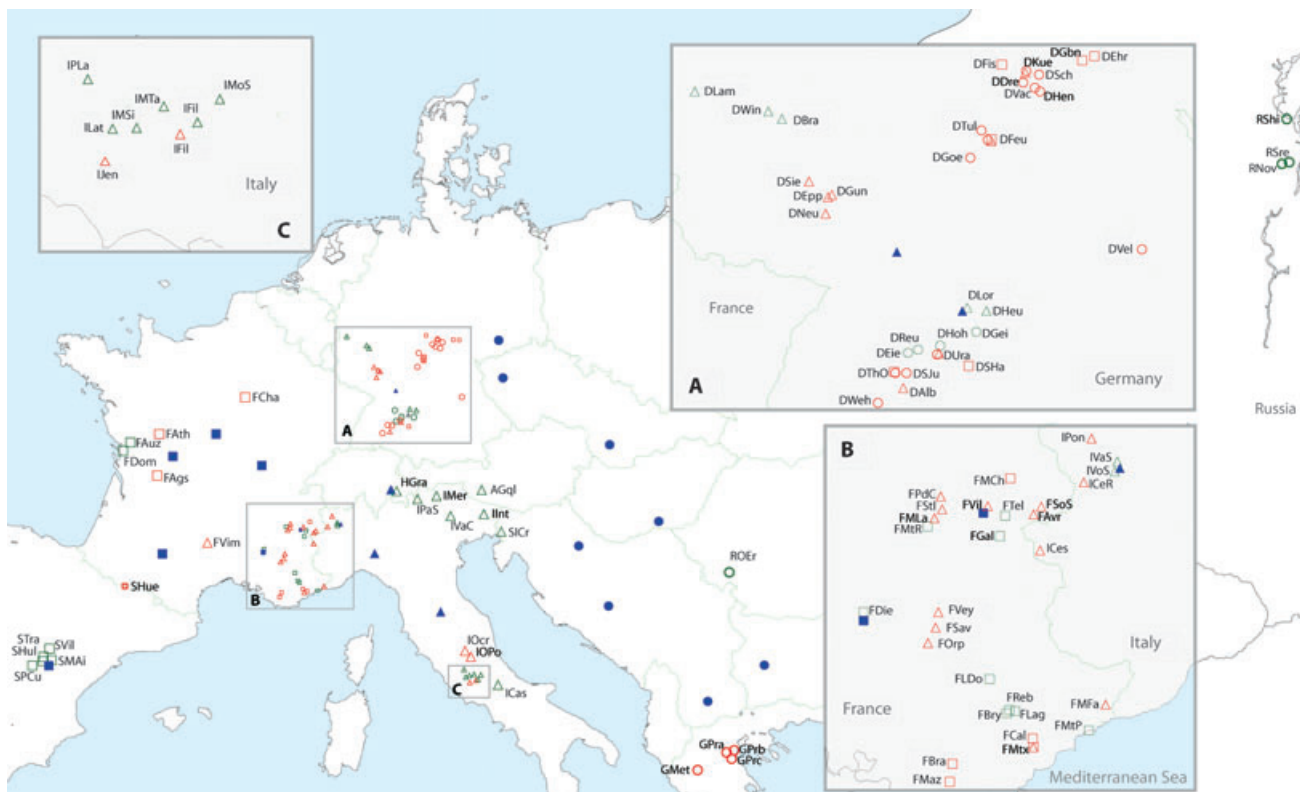 IPLa
IMTa
IMoS
IMSi
IFil
ILat
IFil
IJen
Italy
C
DGbn
DEhr
DFis
DKue
DSch
DDre
DVac
DHen
DLam
DWin
DBra
DTul
DFeu
DGoe
DSie
DGun
DEpp
DNeu
DVel
France
DLor
DHeu
DHoh
DGei
DReu
DEie
DUra
DThO
DSJu
DSHa
A
DAlb
DWeh
Germany
RShi
RSre
RNov
Russia
A
FCha
FAth
FAuz
FDom
FAgs
HGra
IMer
AGql
IPaS
IVaC
IInt
SICr
FVim
SHue
B
ROEr
STra
SVil
SHul
SMAi
SPCu
IOcr
IOPo
C
ICas
GPra
GPrb
GPrc
GMet
B
IPon
IVaS
IVoS
ICeR
FMCh
FPdC
FStI
FVil
FTel
FSoS
FMLa
FAvr
FMtR
FGal
ICes
FDie
FVey
FSav
FOrp
Italy
FLDo
FReb
FMFa
France
FBry
FLag
FMtP
FCal
FMtx
FBra
FMaz
Mediterranean Sea